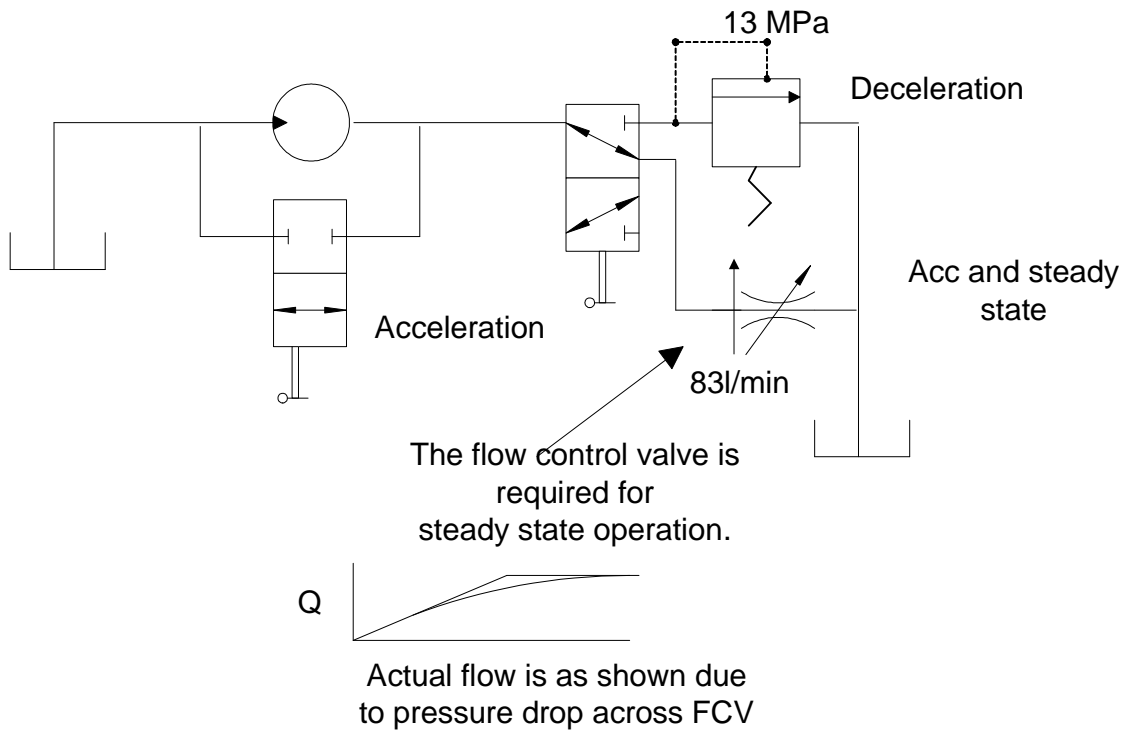 13 MPa
Deceleration
Acc and steady
state
Acceleration
83l/min
The flow control valve is
required for
steady state operation.
Q
Actual flow is as shown due
to pressure drop across FCV